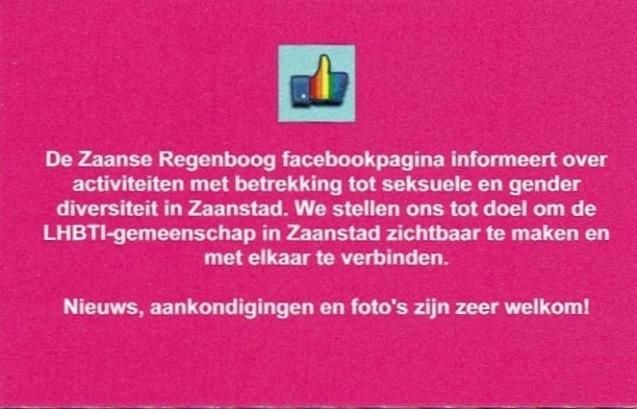 De Zaanse Regenboog facebookpagina informeert over
activiteiten met betrekking tot seksuele en gender
diversiteit in Zaanstad. We stellen ons tot doel om de
LHBTI-gemeenschap in Zaanstad zichtbaar te maken en
met elkaar te verbinden.
Nieuws, aankondigingen en foto's zijn zeer welkom!